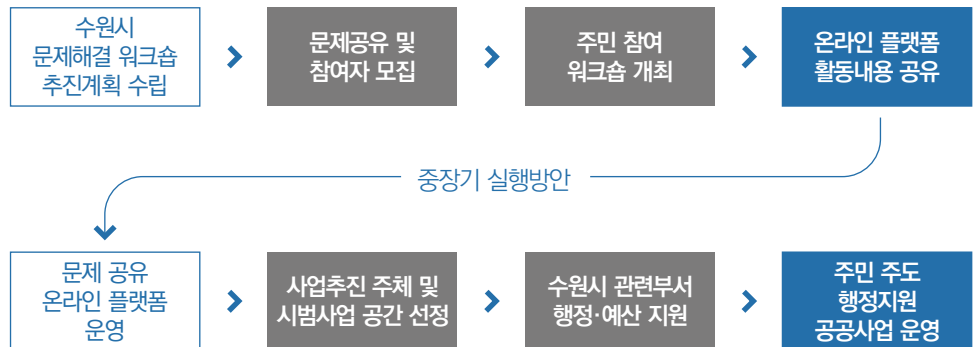 수원시
문제해결 워크숍
추진계획 수립
문제공유 및
참여자 모집
주민 참여
워크숍 개최
온라인 플랫폼
활동내용 공유
중장기 실행방안
문제 공유
온라인 플랫폼
운영
사업추진 주체 및
시범사업 공간 선정
수원시 관련부서
행정·예산 지원
주민 주도
행정지원
공공사업 운영